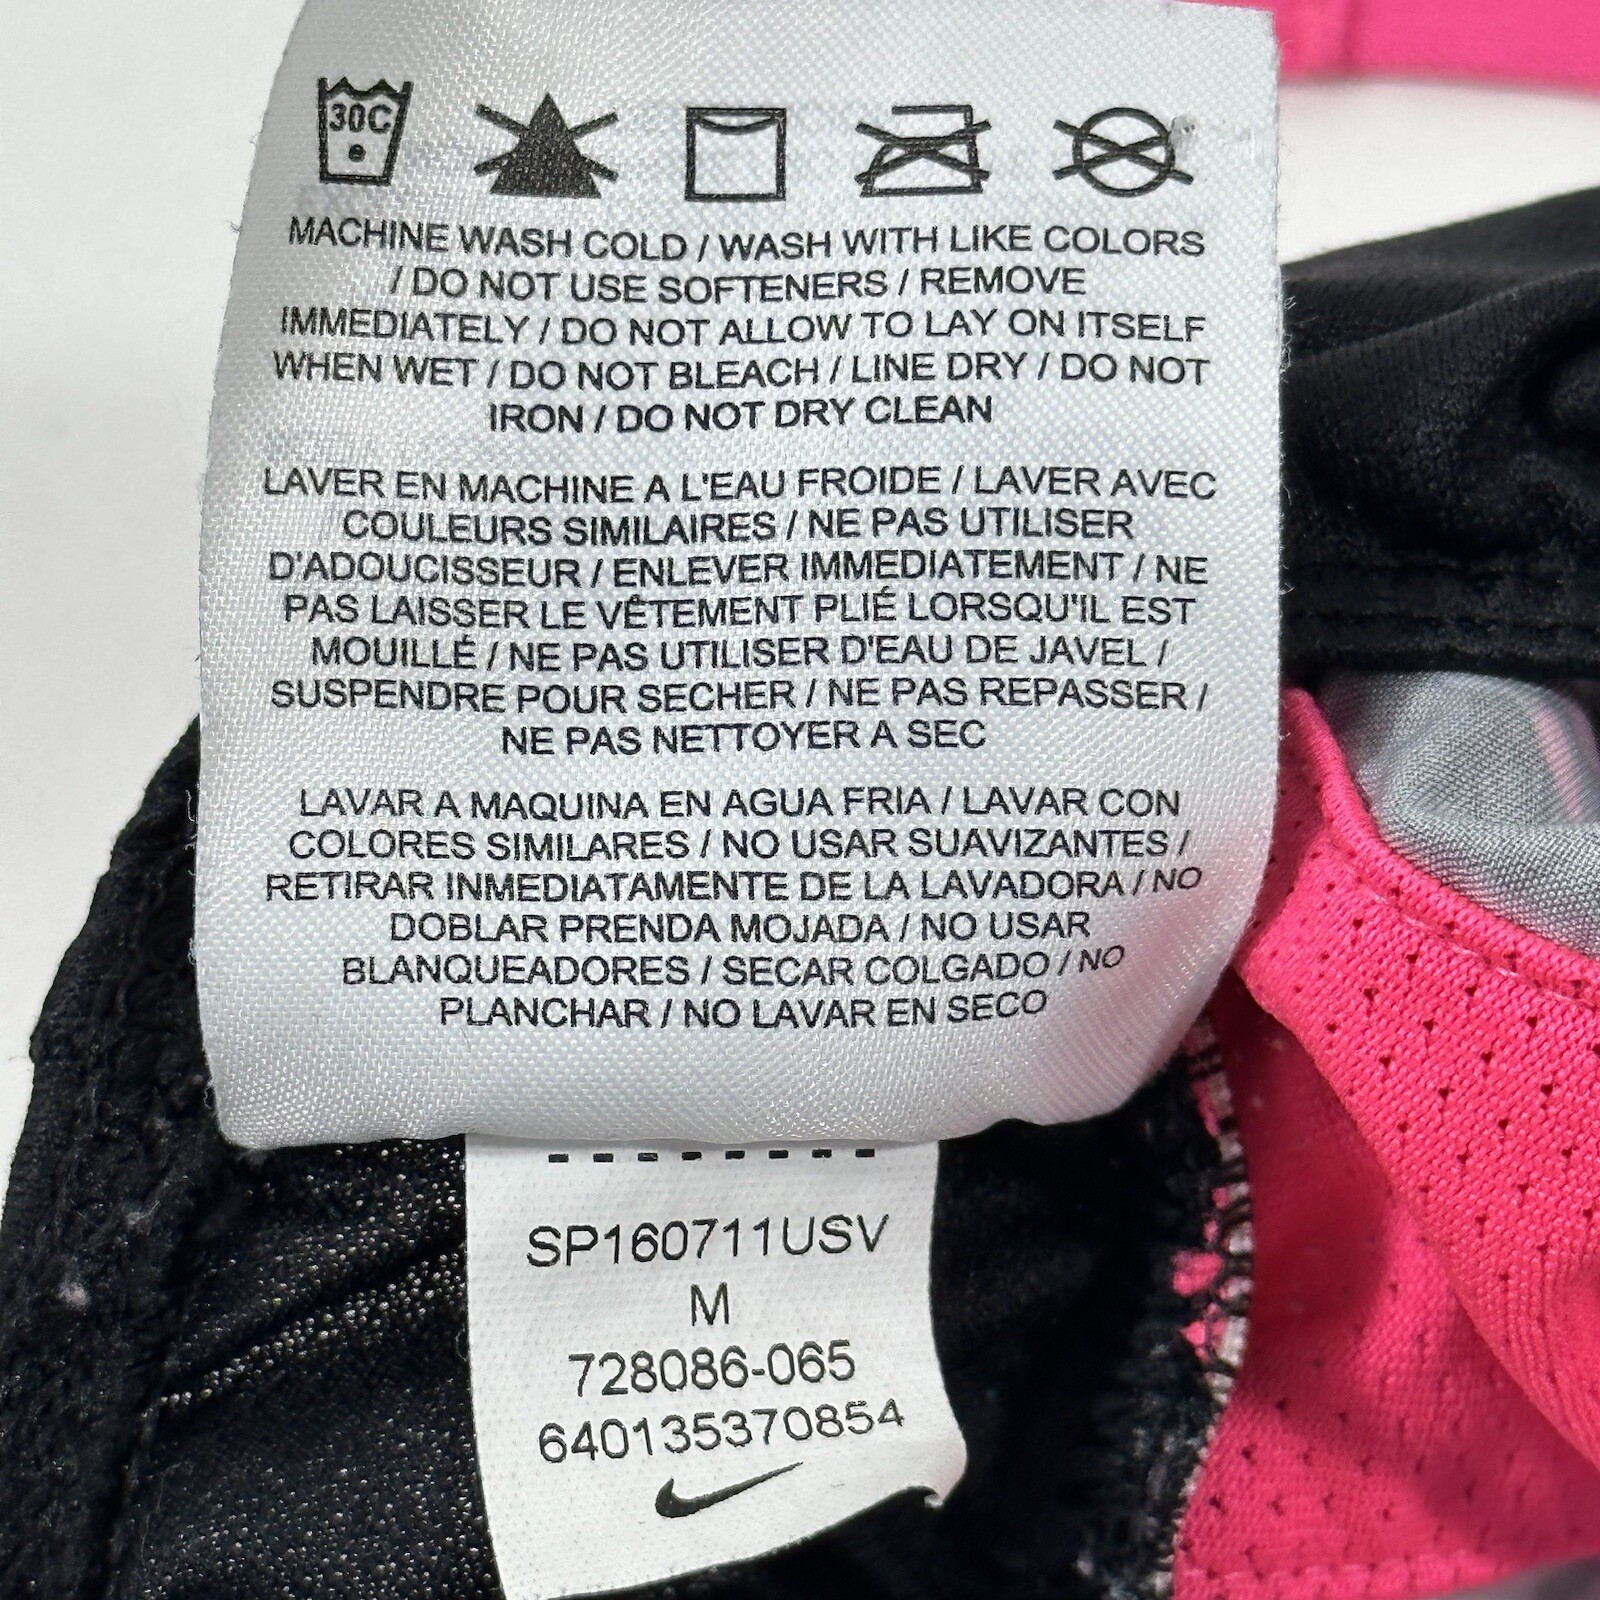 30C
MACHINE WASH COLD / WASH WITH LIKE COLORS
/ DO NOT USE SOFTENERS / REMOVE
IMMEDIATELY / DO NOT ALLOW TO LAY ON ITSELF
WHEN WET / DO NOT BLEACH / LINE DRY / DO NOT
IRON / DO NOT DRY CLEAN
LAVER EN MACHINE A L'EAU FROIDE / LAVER AVEC
COULEURS SIMILAIRES / NE PAS UTILISER
D'ADOUCISSEUR / ENLEVER IMMEDIATEMENT / NE
PAS LAISSER LE VÊTEMENT PLIÉ LORSQU'IL EST
MOUILLÉ / NE PAS UTILISER D'EAU DE JAVEL /
SUSPENDRE POUR SECHER / NE PAS REPASSER /
NE PAS NETTOYER A SEC
LAVAR A MAQUINA EN AGUA FRIA / LAVAR CON
COLORES SIMILARES / NO USAR SUAVIZANTES /
RETIRAR INMEDIATAMENTE DE LA LAVADORA / NO
DOBLAR PRENDA MOJADA / NO USAR
BLANQUEADORES / SECAR COLGADO / NO
PLANCHAR / NO LAVAR EN SECO
SP160711USV
M
728086-065
640135370854